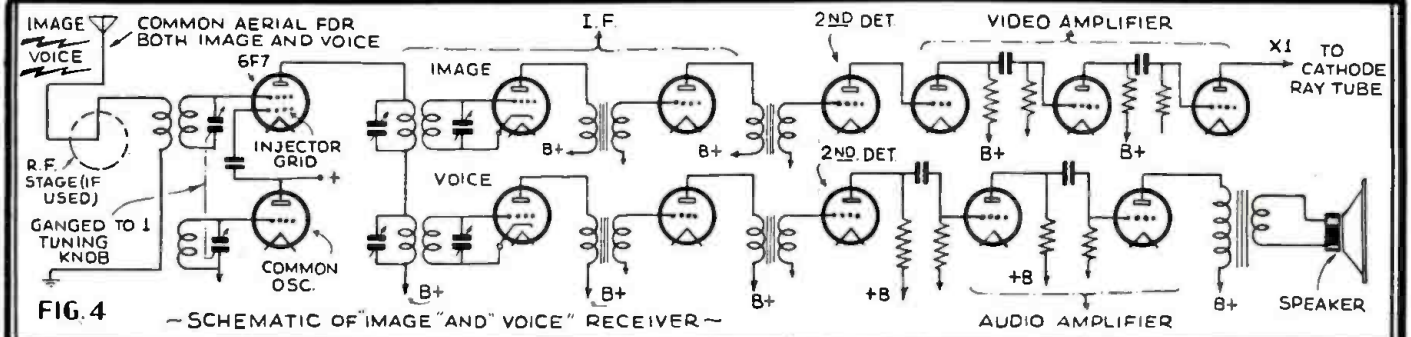 IMAGE
VOICE
COMMON AERIAL FOR
BOTH IMAGE AND VOICE
6F7
INJECTOR
GRID
R.F.
STAGE (IF
USED)
GANGED TO 1
TUNING
KNOB
COMMON
OSC.
+
I.F.
IMAGE
B+
B+
VOICE
B+
B+
B+
2ND DET.
2ND. DET.
VIDEO AMPLIFIER
B+
B+
X1
TO
CATHODE
RAY TUBE
+B
+B
AUDIO AMPLIFIER
B+
SPEAKER
FIG. 4
~SCHEMATIC OF "IMAGE" AND "VOICE" RECEIVER~